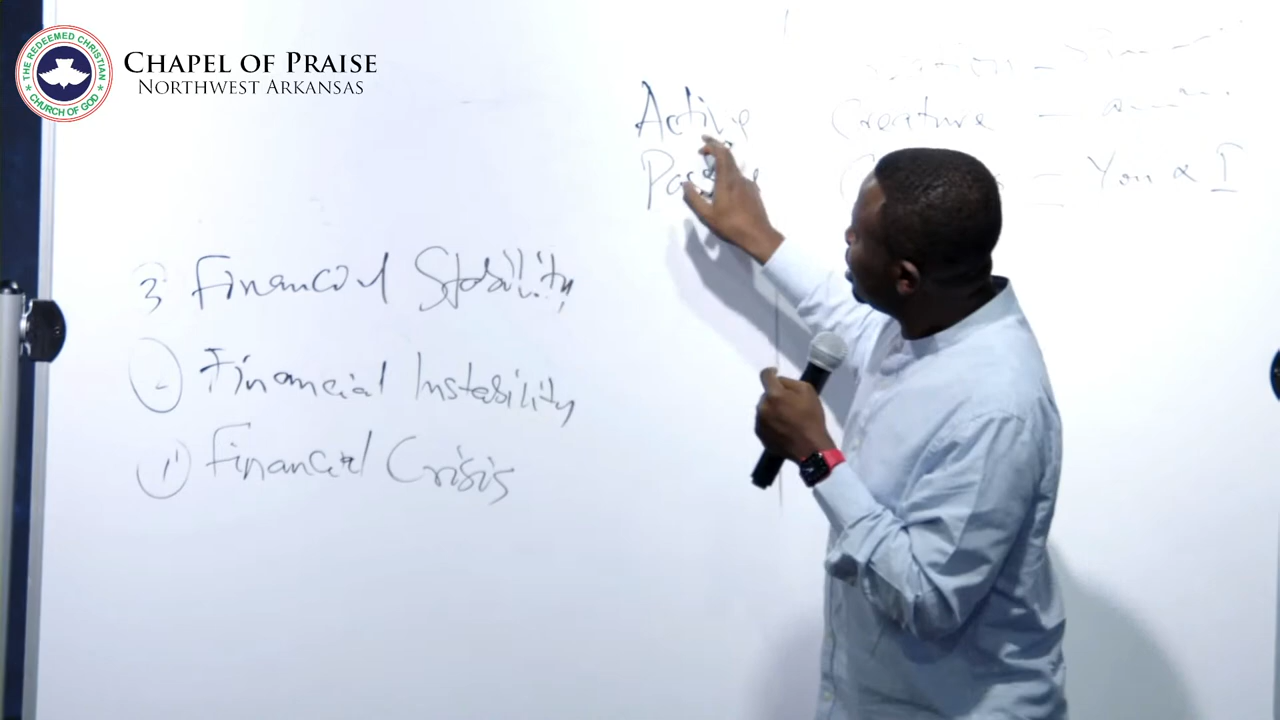 THE REDEEMED CHRISTIAN
CHURCH OF GOD
CHAPEL OF PRAISE
NORTHWEST ARKANSAS
Active Creature -
= You & I
3 Financial Stability
2 Financial Instability
1 Financial Crisis